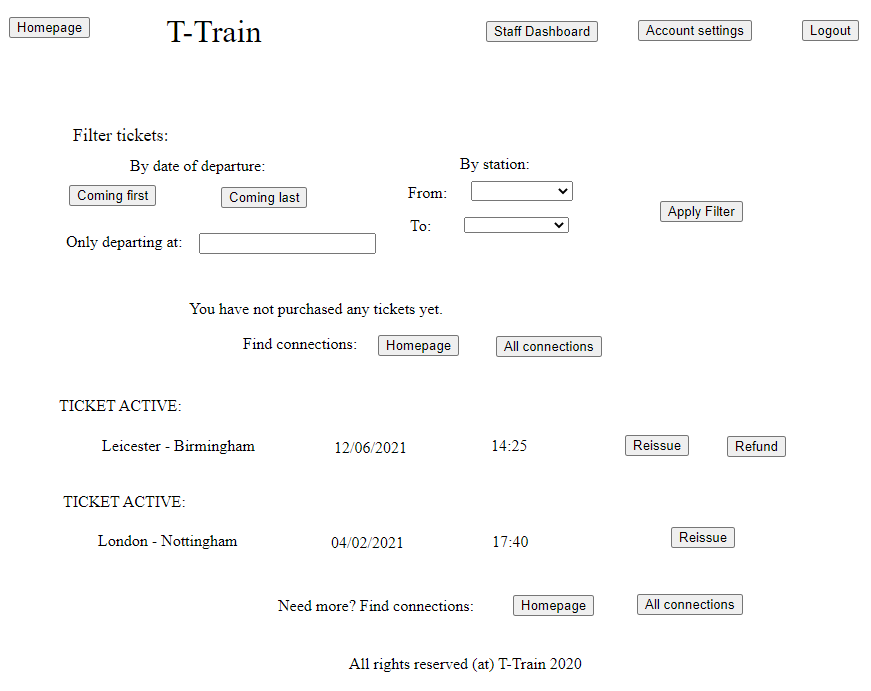 Homepage T-Train Staff Dashboard Account settings Logout
Filter tickets:
By date of departure: By station:
Coming first Coming last From:
Apply Filter
To:
Only departing at:
You have not purchased any tickets yet.
Find connections: Homepage All connections
TICKET ACTIVE:
Leicester - Birmingham 12/06/2021 14:25 Reissue Refund
TICKET ACTIVE:
London - Nottingham 04/02/2021 17:40 Reissue
Need more? Find connections: Homepage All connections
All rights reserved (at) T-Train 2020